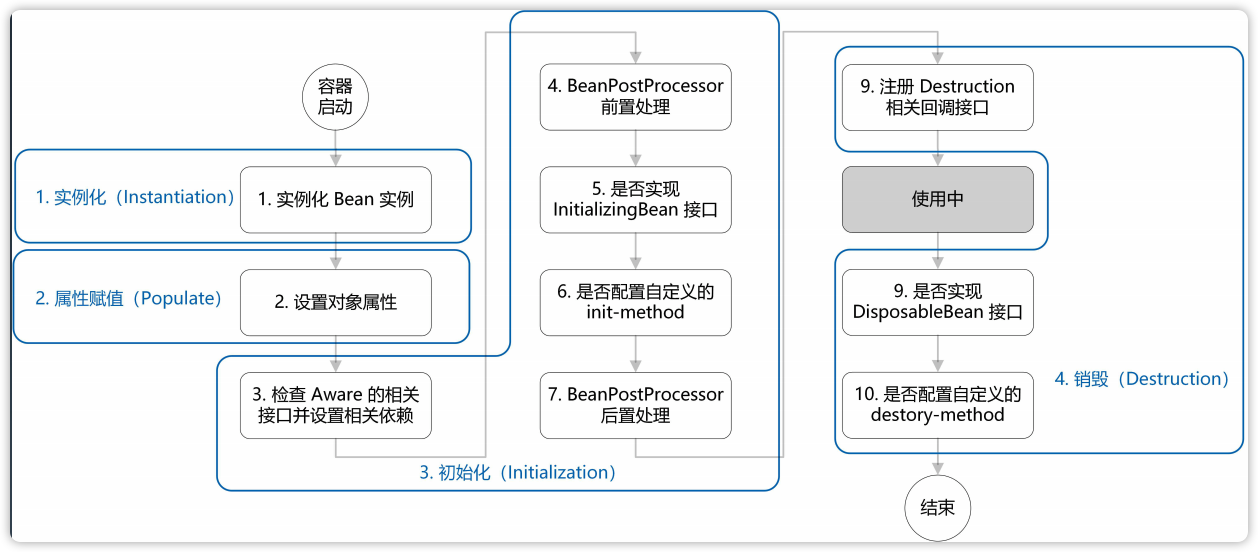 容器
启动
1. 实例化（Instantiation）
1. 实例化 Bean 实例
2. 属性赋值（Populate）
2. 设置对象属性
3. 检查 Aware 的相关
接口并设置相关依赖
3. 初始化（Initialization）
4. BeanPostProcessor
前置处理
5. 是否实现
InitializingBean 接口
6. 是否配置自定义的
init-method
7. BeanPostProcessor
后置处理
9. 注册 Destruction
相关回调接口
使用中
9. 是否实现
DisposableBean 接口
10. 是否配置自定义的
destory-method
4. 销毁（Destruction）
结束